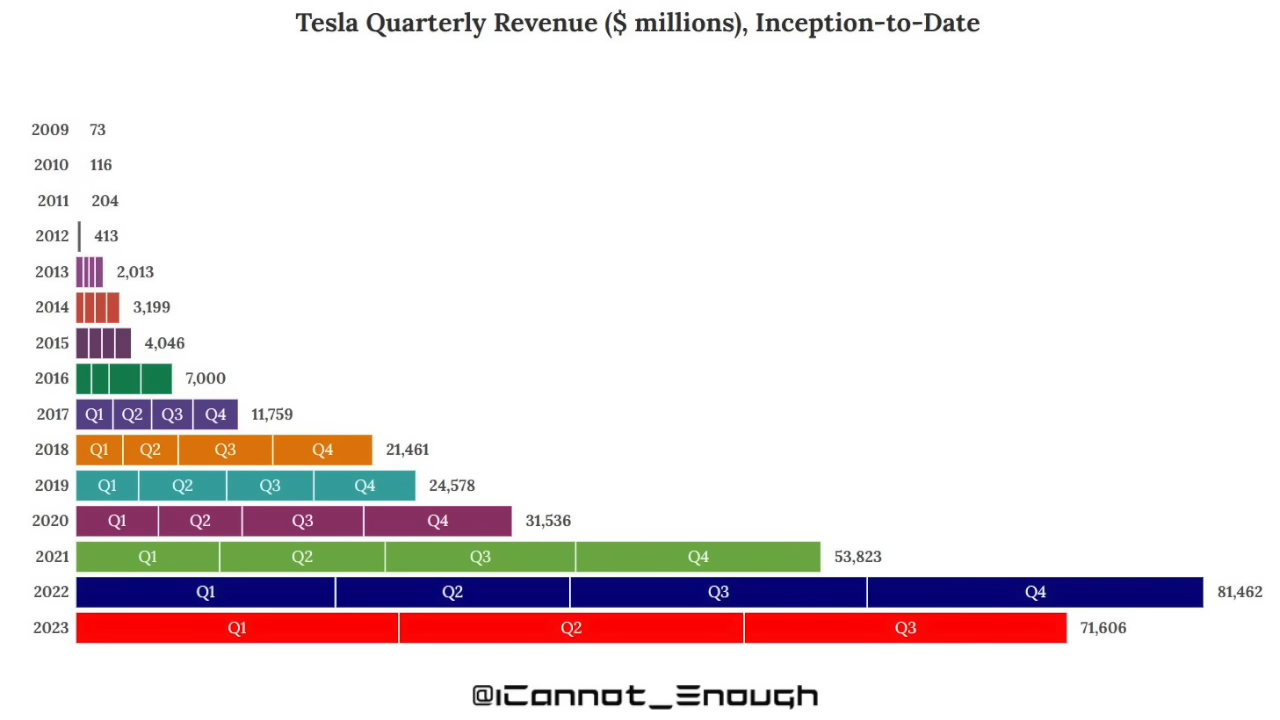 Tesla Quarterly Revenue ($ millions), Inception-to-Date
2009 73
2010 116
2011 204
2012 413
2013 2,013
2014 3,199
2015 4,046
2016 7,000
2017 Q1 Q2 Q3 Q4 11,759
2018 Q1 Q2 Q3 Q4 21,461
2019 Q1 Q2 Q3 Q4 24,578
2020 Q1 Q2 Q3 Q4 31,536
2021 Q1 Q2 Q3 Q4 53,823
2022 Q1 Q2 Q3 Q4 81,462
2023 Q1 Q2 Q3 71,606
@iCannot_Enough